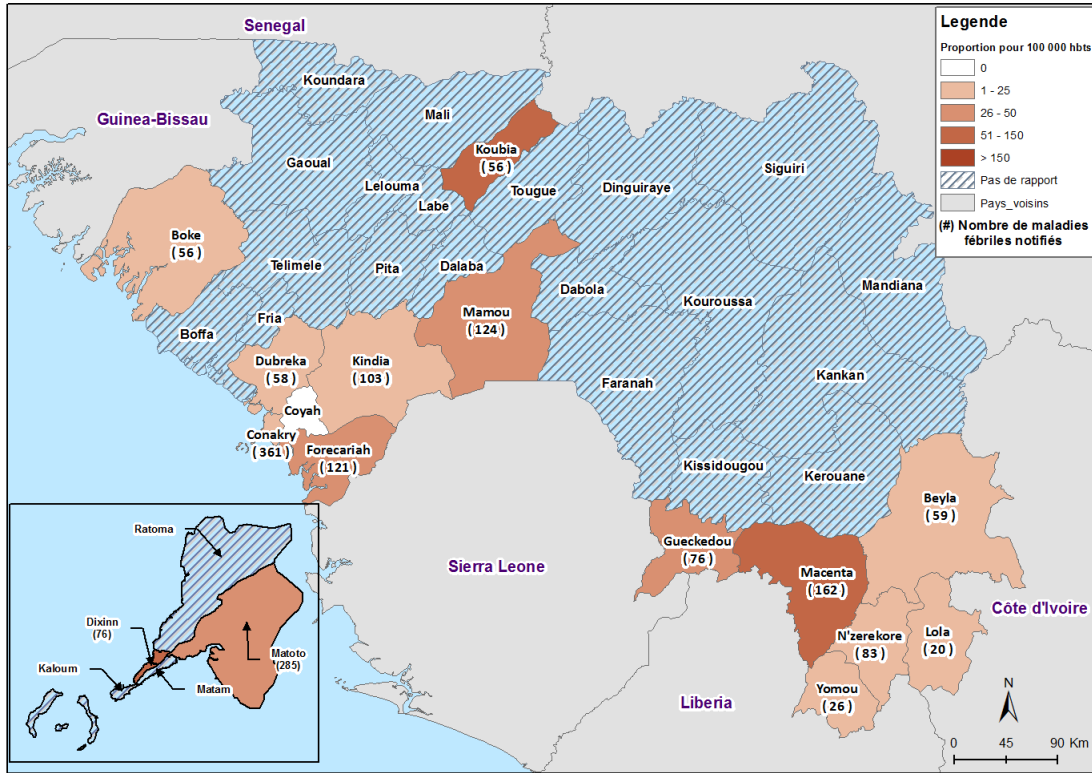 Senegal
Guinea-Bissau
Koundara
Mali
Gaoual
Koubia
( 56 )
Lelouma
Labe
Tougue
Dinguiraye
Siguiri
Boke
( 56 )
Telimele
Pita
Dalaba
Dabola
Kouroussa
Mandiana
Boffa
Fria
Mamou
( 124 )
Dubreka
( 58 )
Kindia
( 103 )
Faranah
Kankan
Coyah
Conakry
( 361 )
Forecariah
( 121 )
Kissidougou
Kerouane
Beyla
( 59 )
Gueckedou
( 76 )
Macenta
( 162 )
Sierra Leone
Côte d'Ivoire
N'zerekore
( 83 )
Lola
( 20 )
Yomou
( 26 )
Liberia
Ratoma
Dixinn
(76)
Kaloum
Matam
Matoto
(285)
Legende
Proportion pour 100 000 hbts
0
1 - 25
26 - 50
51 - 150
> 150
Pas de rapport
Pays_voisins
(#) Nombre de maladies
fébriles notifiés
N
0 45 90 Km